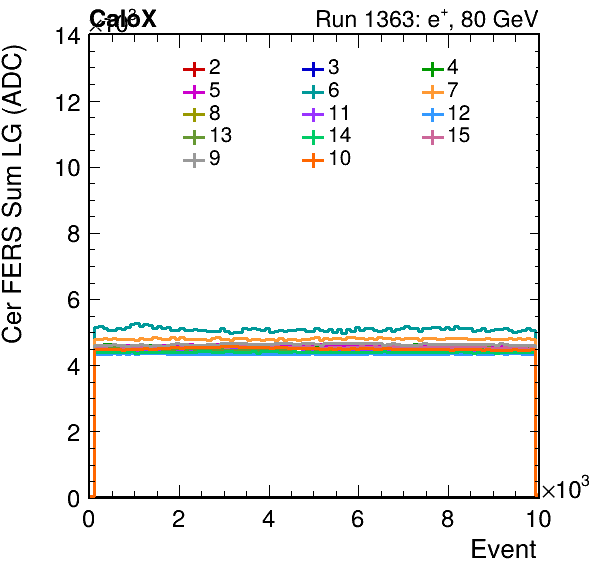 CaloX Run 1363: e⁺, 80 GeV
×10³
Cer FERS Sum LG (ADC)
14
12
10
8
6
4
2
0
2 3 4
5 6 7
8 11 12
13 14 15
9 10
0 2 4 6 8 10
×10³
Event